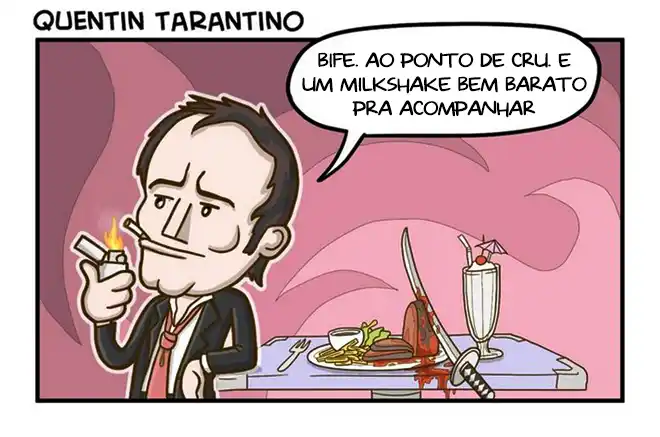 QUENTIN TARANTINO
BIFE. AO PONTO DE CRU. E
UM MILKSHAKE BEM BARATO
PRA ACOMPANHAR